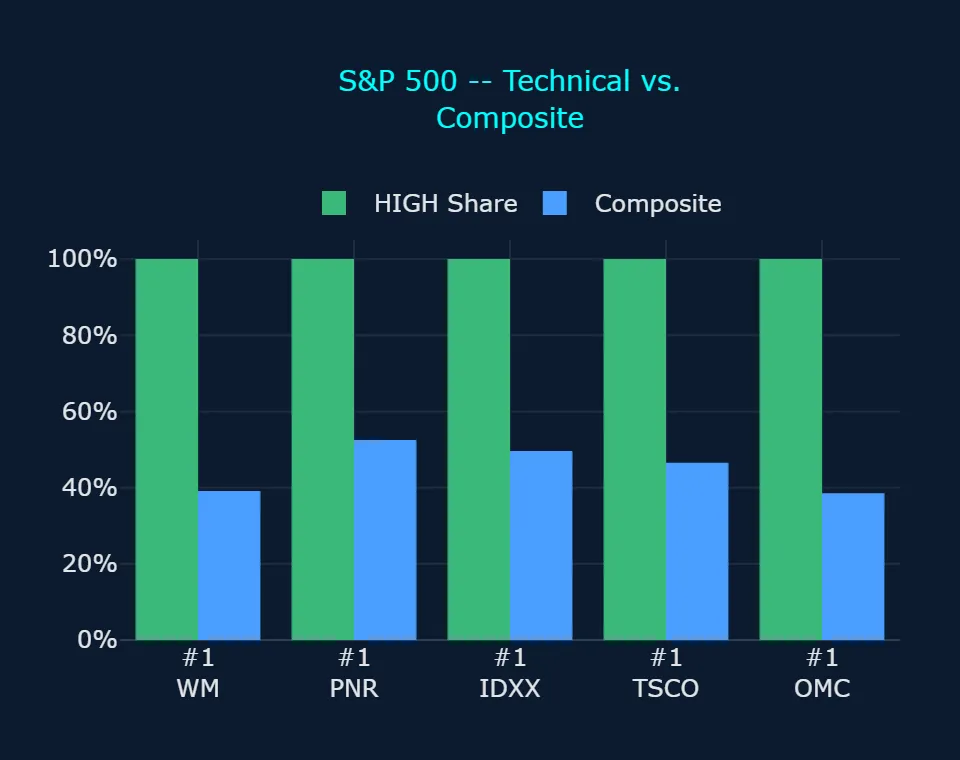 S&P 500 -- Technical vs.
Composite
HIGH Share
Composite
100%
80%
60%
40%
20%
0%
#1
WM
#1
PNR
#1
IDXX
#1
TSCO
#1
OMC